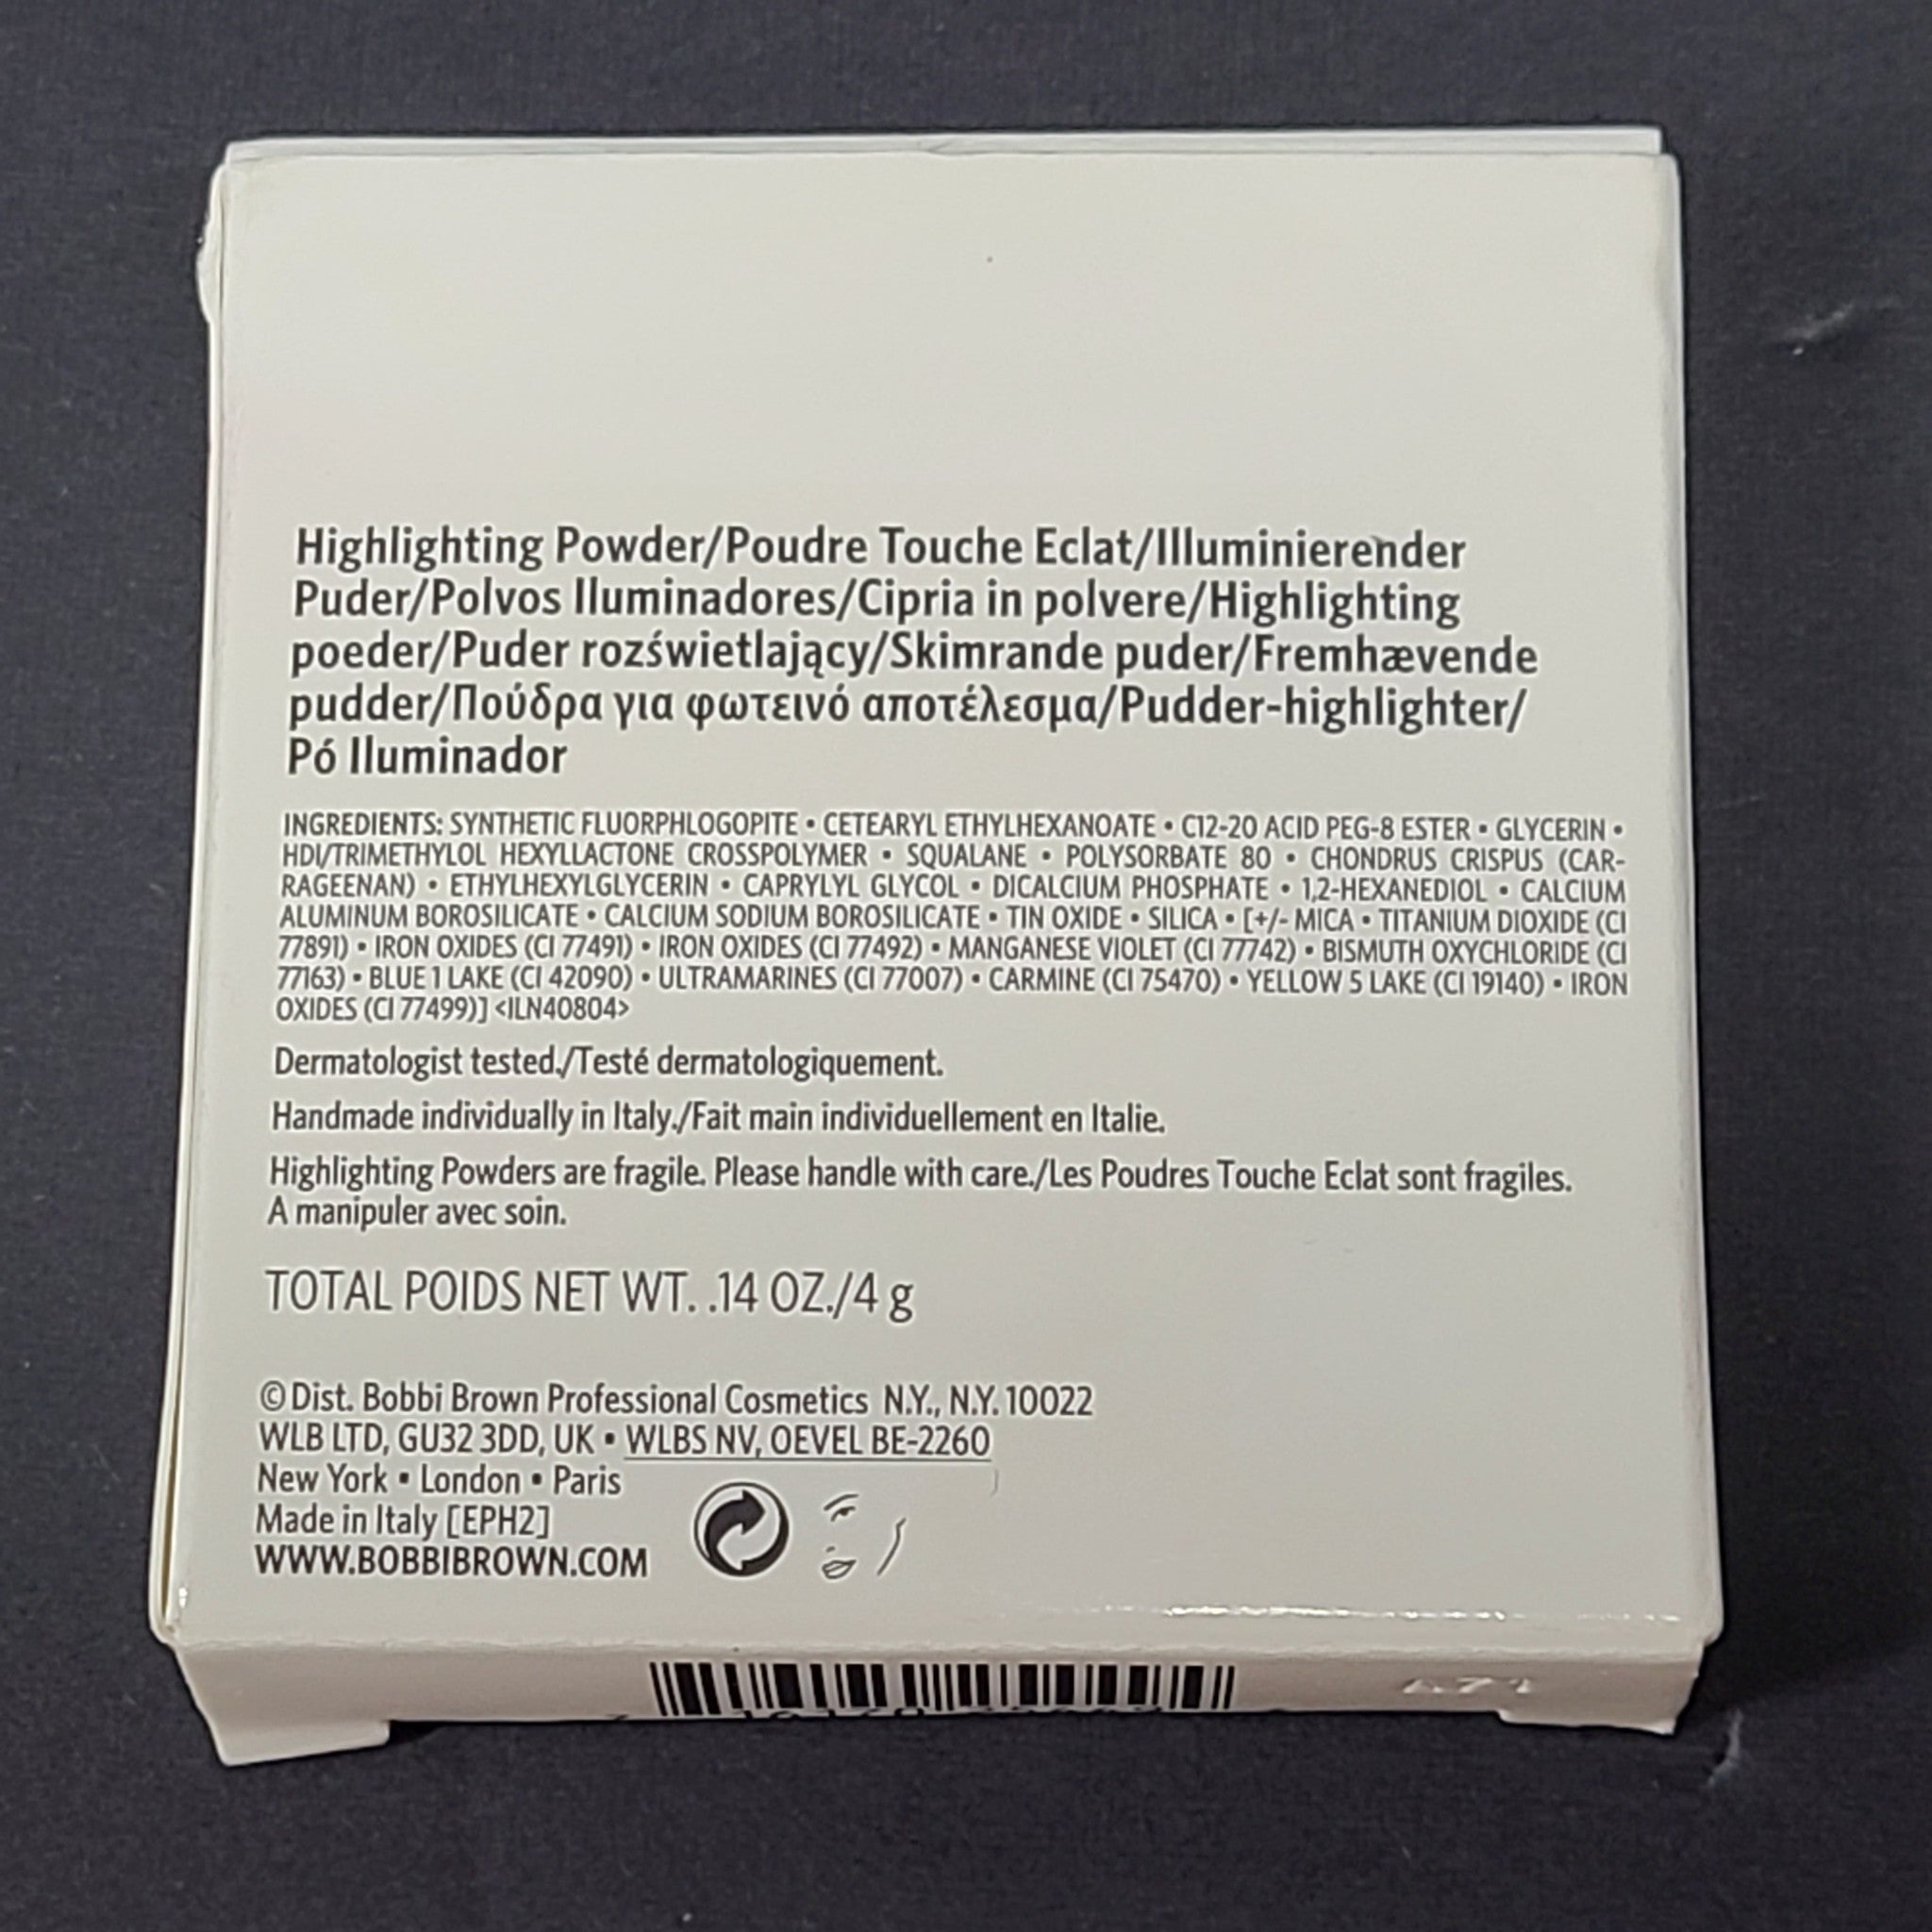 Highlighting Powder/Poudre Touche Eclat/Illuminierender
Puder/Polvos Iluminadores/Cipria in polvere/Highlighting
poeder/Puder rozświetlający/Skimrande puder/Fremhævende
pudder/Πούδρα για φωτεινό αποτέλεσμα/Pudder-highlighter/
Pó Iluminador
INGREDIENTS: SYNTHETIC FLUORPHLOGOPITE • CETEARYL ETHYLHEXANOATE • C12-20 ACID PEG-8 ESTER • GLYCERIN •
HDI/TRIMETHYLOL HEXYLLACTONE CROSSPOLYMER • SQUALANE • POLYSORBATE 80 • CHONDRUS CRISPUS (CAR-
RAGEENAN) • ETHYLHEXYLGLYCERIN • CAPRYLYL GLYCOL • DICALCIUM PHOSPHATE • 1,2-HEXANEDIOL • CALCIUM
ALUMINUM BOROSILICATE • CALCIUM SODIUM BOROSILICATE • TIN OXIDE • SILICA • [+/- MICA • TITANIUM DIOXIDE (CI
77891) • IRON OXIDES (CI 77491) • IRON OXIDES (CI 77492) • MANGANESE VIOLET (CI 77742) • BISMUTH OXYCHLORIDE (CI
77163) • BLUE 1 LAKE (CI 42090) • ULTRAMARINES (CI 77007) • CARMINE (CI 75470) • YELLOW 5 LAKE (CI 19140) • IRON
OXIDES (CI 77499)] <ILN40804>
Dermatologist tested./Testé dermatologiquement.
Handmade individually in Italy./Fait main individuellement en Italie.
Highlighting Powders are fragile. Please handle with care./Les Poudres Touche Eclat sont fragiles.
A manipuler avec soin.
TOTAL POIDS NET WT. .14 OZ./4 g
© Dist. Bobbi Brown Professional Cosmetics N.Y., N.Y. 10022
WLB LTD, GU32 3DD, UK • WLBS NV, OEVEL BE-2260
New York • London • Paris
Made in Italy [EPH2]
WWW.BOBBIBROWN.COM